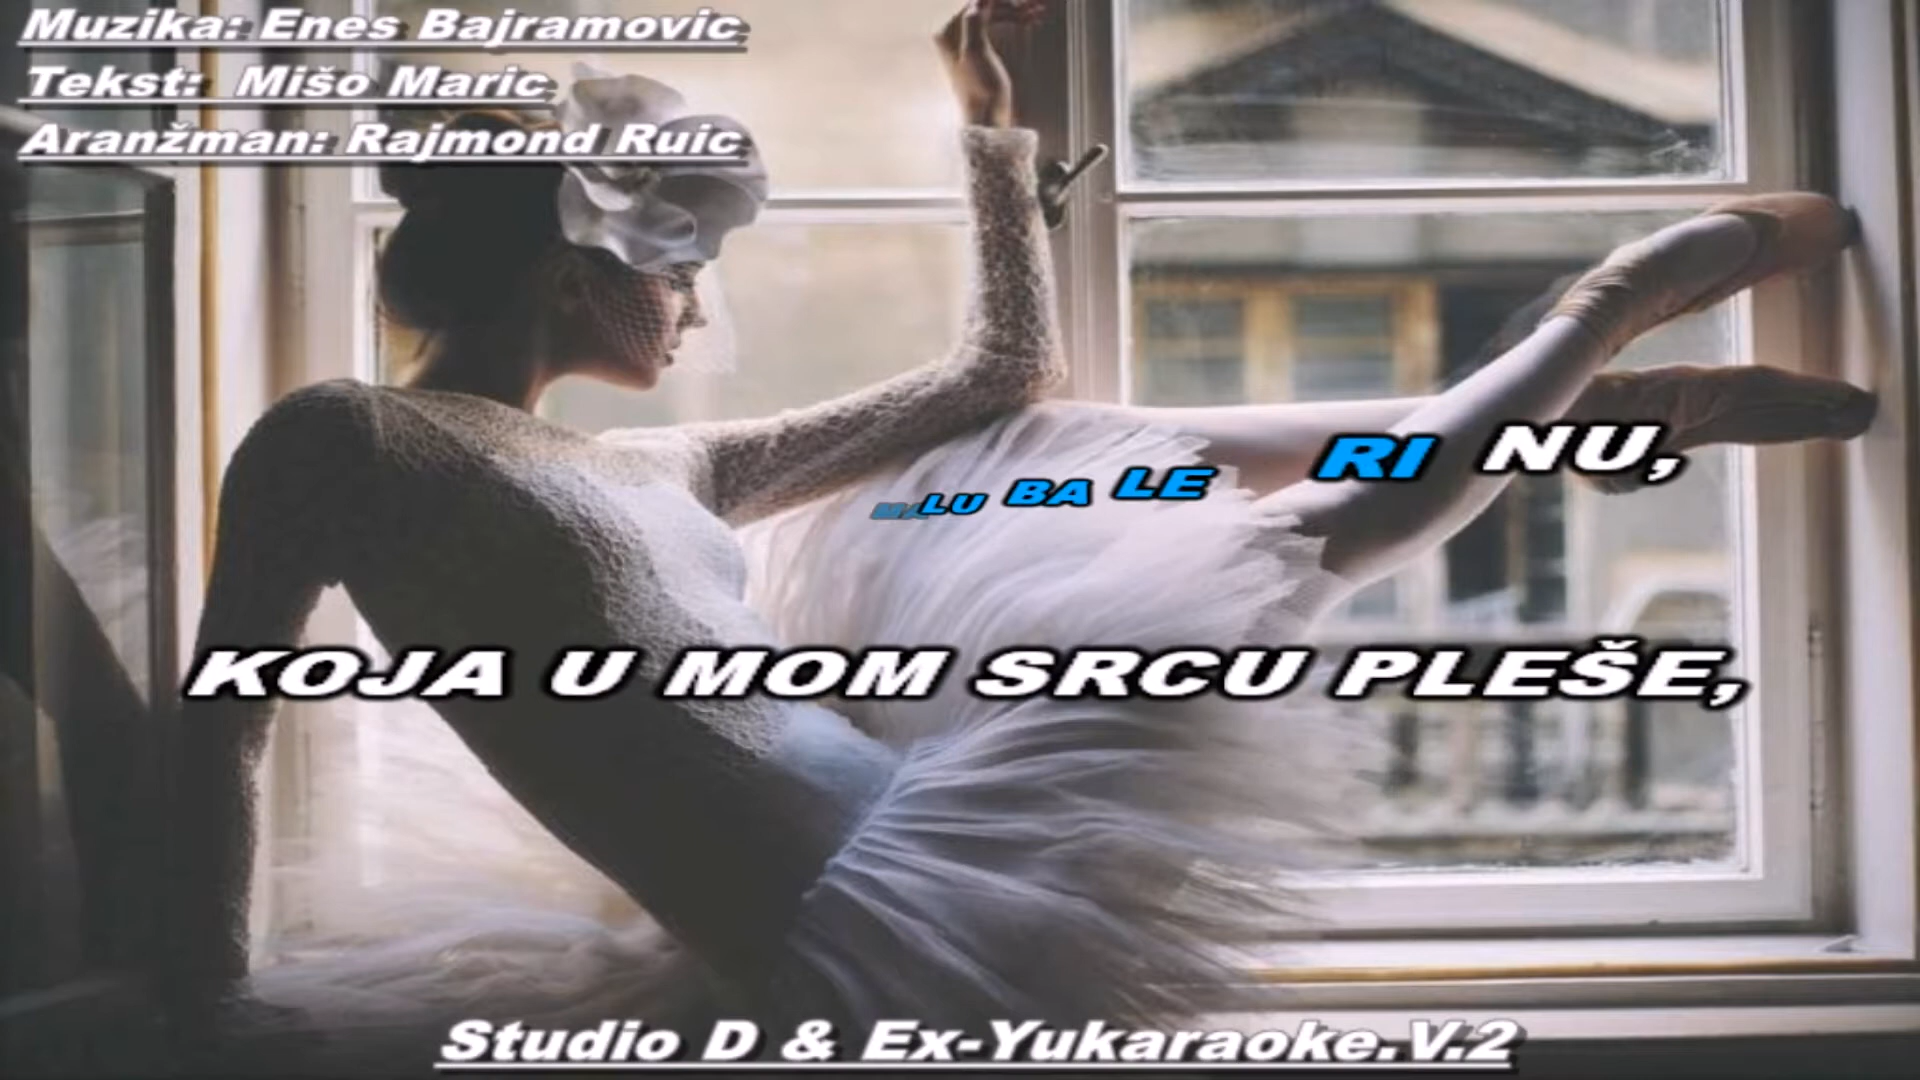 Muzika: Enes Bajramovic
Tekst: Mišo Maric
Aranžman: Rajmond Ruic
MA LU BA LE RI NU,
KOJA U MOM SRCU PLEŠE,
Studio D & Ex-Yukaraoke.V.2